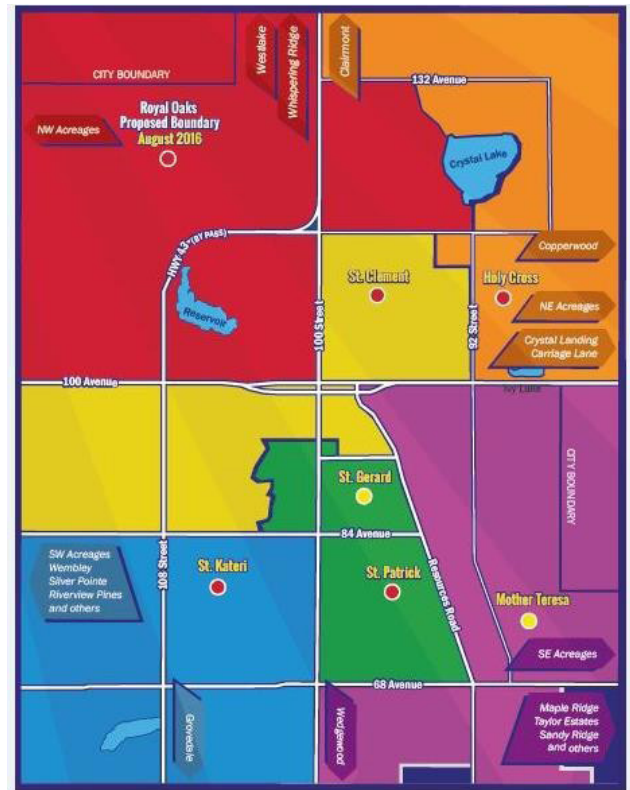 Westlake
Whispering Ridge
Clairmont
CITY BOUNDARY
132 Avenue
Royal Oaks
Proposed Boundary
August 2016
NW Acreages
Crystal Lake
HWY 43 (BY PASS)
Copperwood
St. Clement
Holy Cross
NE Acreages
Reservoir
100 Street
92 Street
Crystal Landing
Carriage Lane
100 Avenue
Ivy Lake
CITY BOUNDARY
St. Gerard
84 Avenue
SW Acreages
Wembley
Silver Pointe
Riverview Pines
and others
108 Street
St. Kateri
St. Patrick
Resources Road
Mother Teresa
SE Acreages
68 Avenue
Grovedale
Wedgewood
Maple Ridge
Taylor Estates
Sandy Ridge
and others